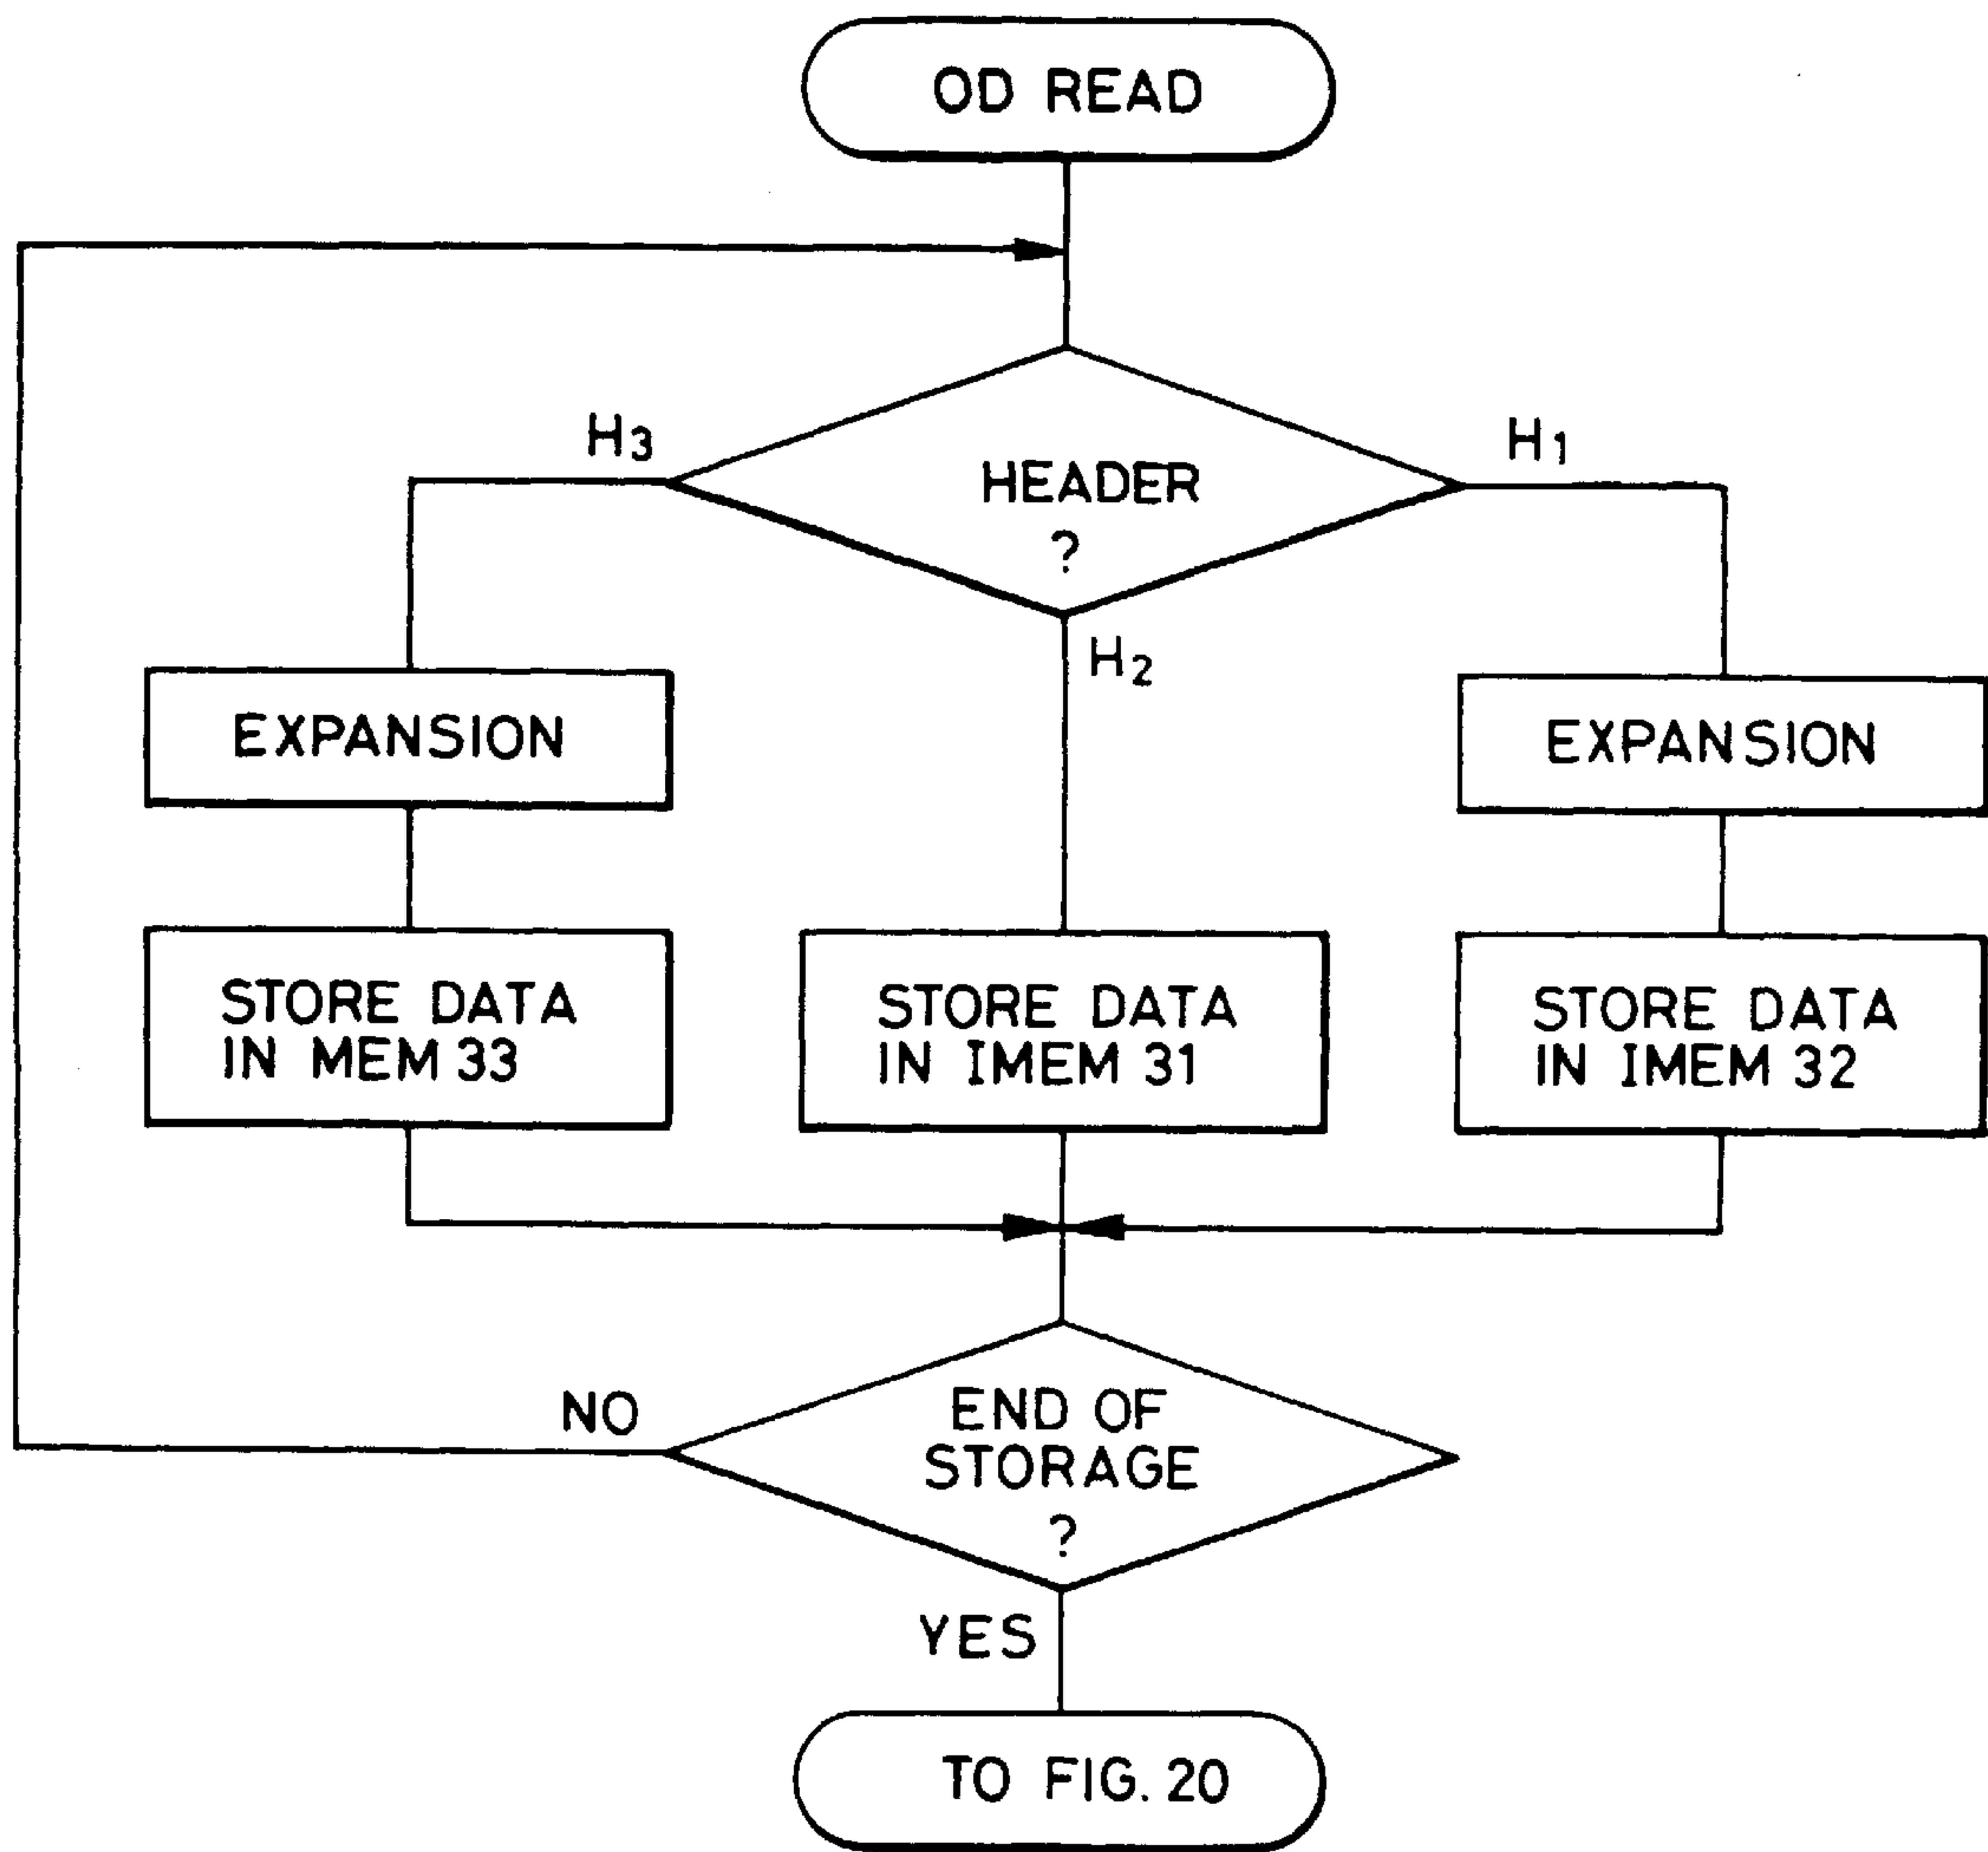 OD READ
H3
HEADER
?
H1
H2
EXPANSION
EXPANSION
STORE DATA
IN MEM 33
STORE DATA
IN IMEM 31
STORE DATA
IN IMEM 32
NO
END OF
STORAGE
?
YES
TO FIG. 20